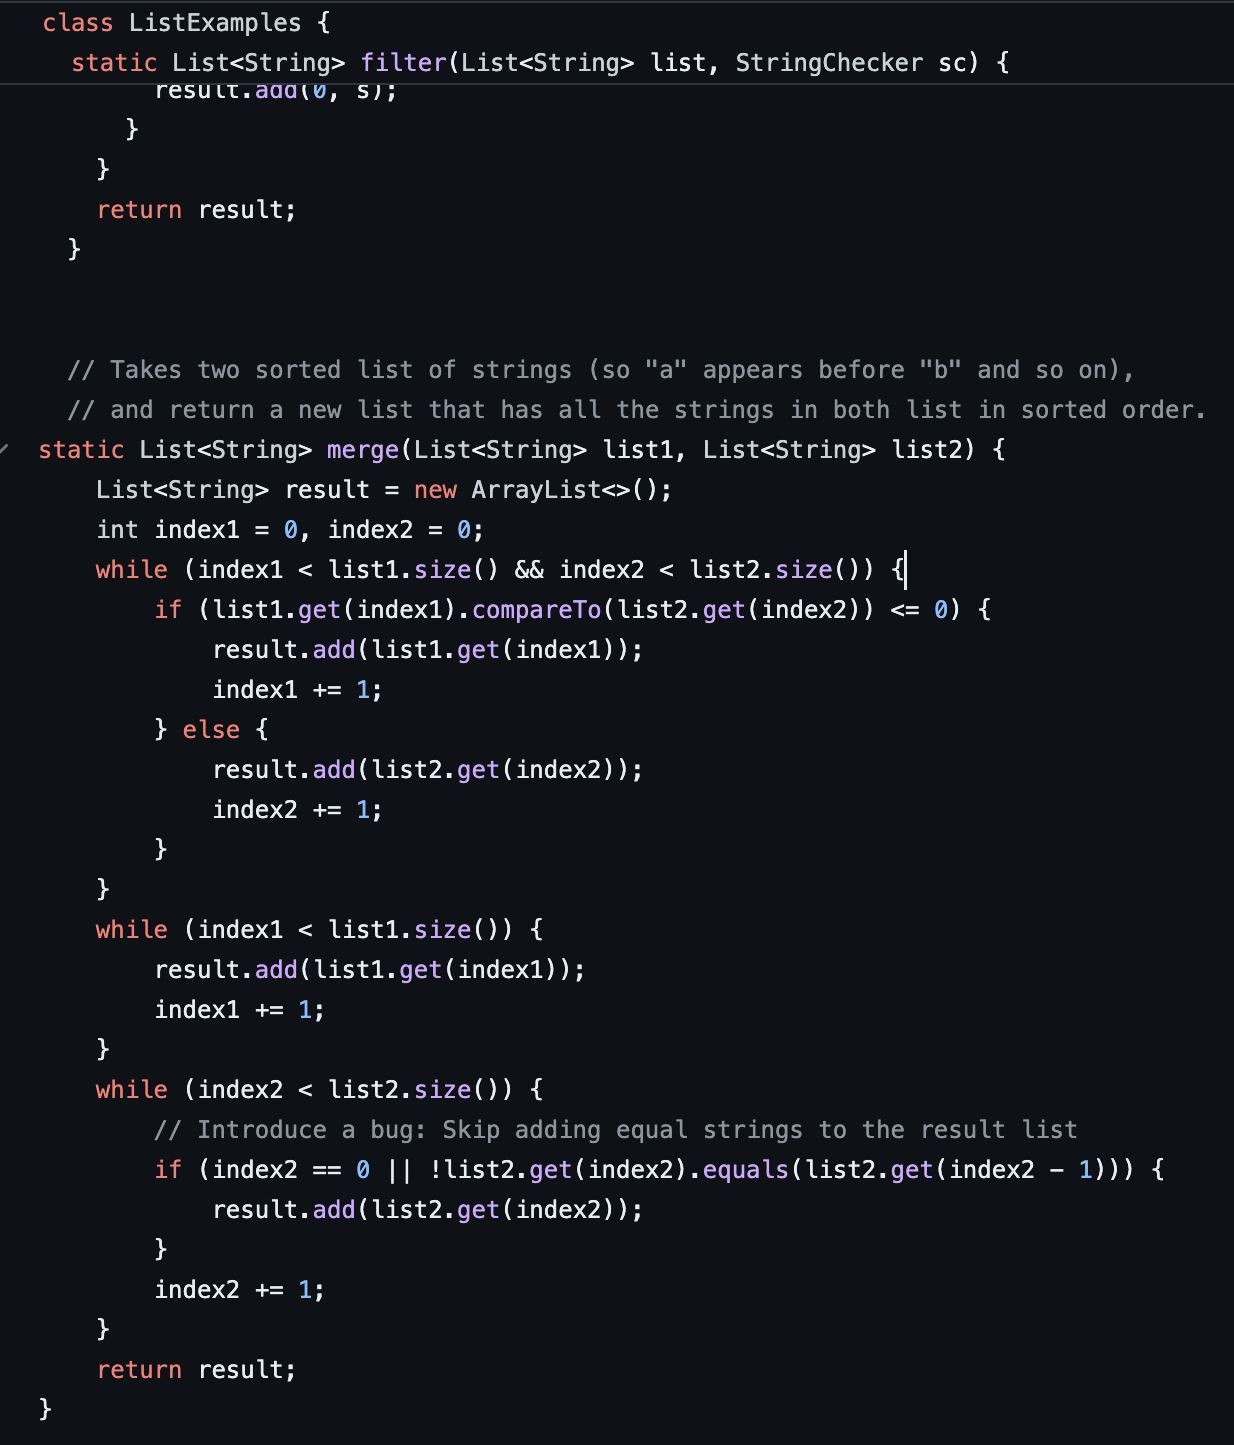 class ListExamples {
  static List<String> filter(List<String> list, StringChecker sc) {
        result.add(0, s);
      }
    }
    return result;
  }
  // Takes two sorted list of strings (so "a" appears before "b" and so on),
  // and return a new list that has all the strings in both list in sorted order.
static List<String> merge(List<String> list1, List<String> list2) {
    List<String> result = new ArrayList<>();
    int index1 = 0, index2 = 0;
    while (index1 < list1.size() && index2 < list2.size()) {
        if (list1.get(index1).compareTo(list2.get(index2)) <= 0) {
            result.add(list1.get(index1));
            index1 += 1;
        } else {
            result.add(list2.get(index2));
            index2 += 1;
        }
    }
    while (index1 < list1.size()) {
        result.add(list1.get(index1));
        index1 += 1;
    }
    while (index2 < list2.size()) {
        // Introduce a bug: Skip adding equal strings to the result list
        if (index2 == 0 || !list2.get(index2).equals(list2.get(index2 - 1))) {
            result.add(list2.get(index2));
        }
        index2 += 1;
    }
    return result;
}